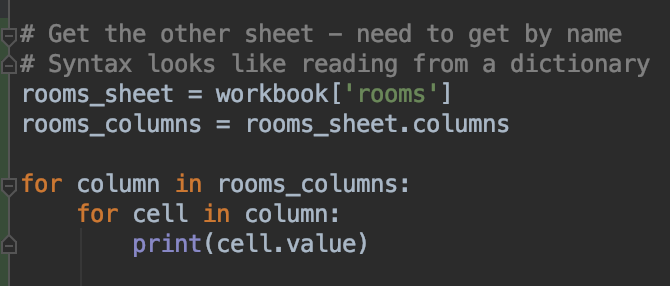 # Get the other sheet – need to get by name
# Syntax looks like reading from a dictionary
rooms_sheet = workbook['rooms']
rooms_columns = rooms_sheet.columns
for column in rooms_columns:
for cell in column:
print(cell.value)